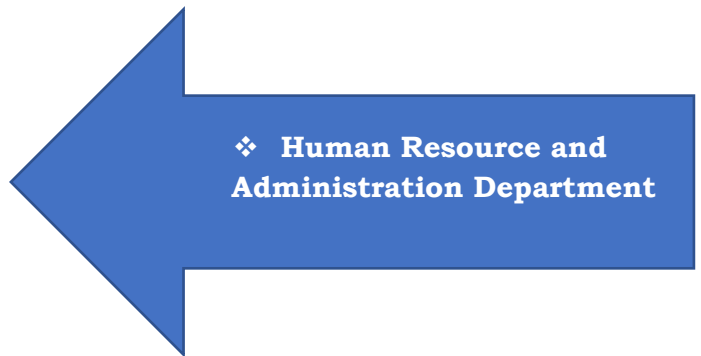 ❖ Human Resource and
Administration Department